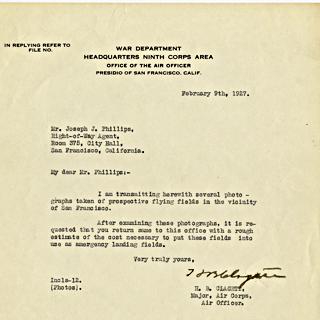 WAR DEPARTMENT
IN REPLYING REFER TO
FILE NO.
HEADQUARTERS NINTH CORPS AREA
OFFICE OF THE AIR OFFICER
PRESIDIO OF SAN FRANCISCO, CALIF.
February 9th, 1927.
Mr. Joseph J. Phillips,
Right-of-Way Agent,
Room 375, City Hall,
San Francisco, California.
My dear Mr. Phillips:-
I am transmitting herewith several photo-
graphs taken of prospective flying fields in the vicinity
of San Francisco.
After examining these photographs, it is re-
quested that you return same to this office with a rough
estimate of the cost necessary to put these fields into
use as emergency landing fields.
Very truly yours,
H B Clagett
Incls-12.
(Photos).
H. B. CLAGETT,
Major, Air Corps,
Air Officer.